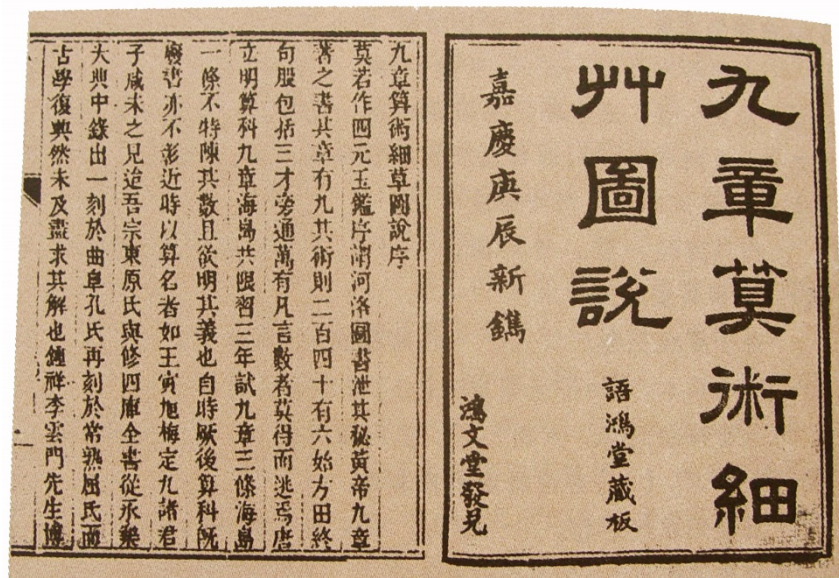 九章筭術細
艸圖說
語鴻堂藏板
嘉慶庚辰新鐫
鴻文堂發兌
九章算術細草圖說序
莫若作四元玉鑑序謂河洛圖書泄其秘黃帝九章
著之書其章有九其術則二百四十有六始方田終
句股包括三才旁通萬有凡言數者莫得而逃焉唐
立明算科九章海島共限習三年試九章三條海島
一條不特陳其數且欲明其義也自時厥後算科旣
廢書亦不彰近時以算名者如王寅旭梅定九諸君
子咸未之見迨吾宗東原氏與修四庫全書從永樂
大典中錄出一刻於曲阜孔氏再刻於常熟屈氏而
古學復興然未及盡求其解也鍾祥李雲門先生博